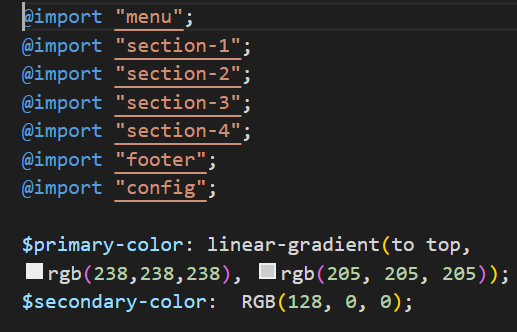 @import "menu";
@import "section-1";
@import "section-2";
@import "section-3";
@import "section-4";
@import "footer";
@import "config";
$primary-color: linear-gradient(to top,
rgb(238,238,238), rgb(205, 205, 205));
$secondary-color:  RGB(128, 0, 0);